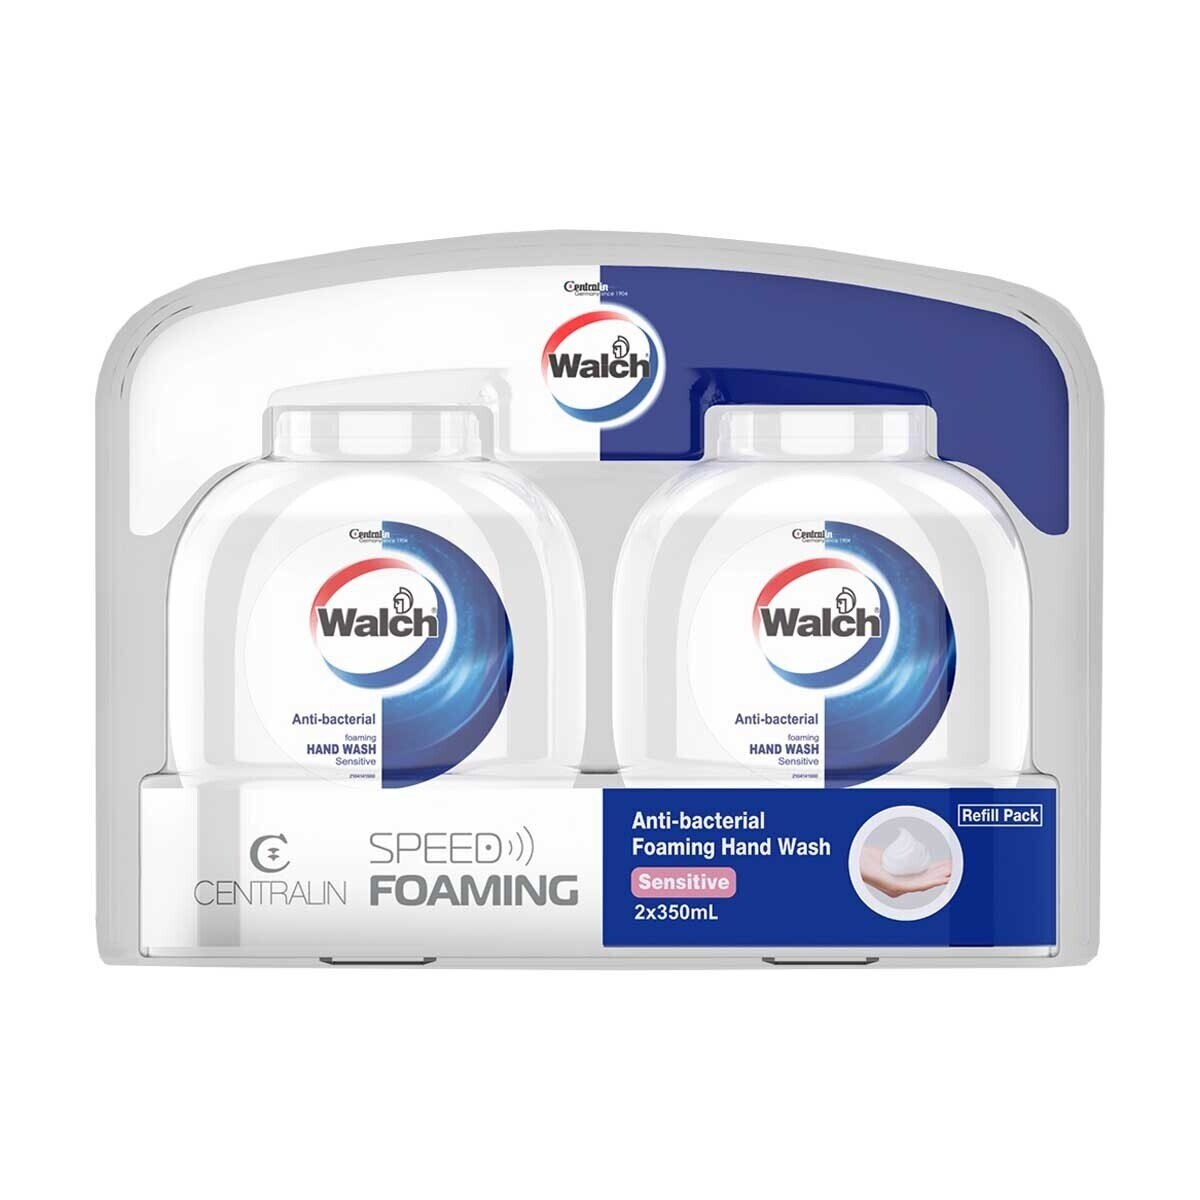 Centralin
Germany since 1904
Walch
Centralin
Germany since 1904
Walch®
Anti-bacterial
foaming
HAND WASH
Sensitive
Centralin
Germany since 1904
Walch®
Anti-bacterial
foaming
HAND WASH
Sensitive
CENTRALIN
SPEED
FOAMING
Anti-bacterial
Foaming Hand Wash
Sensitive
2x350mL
Refill Pack